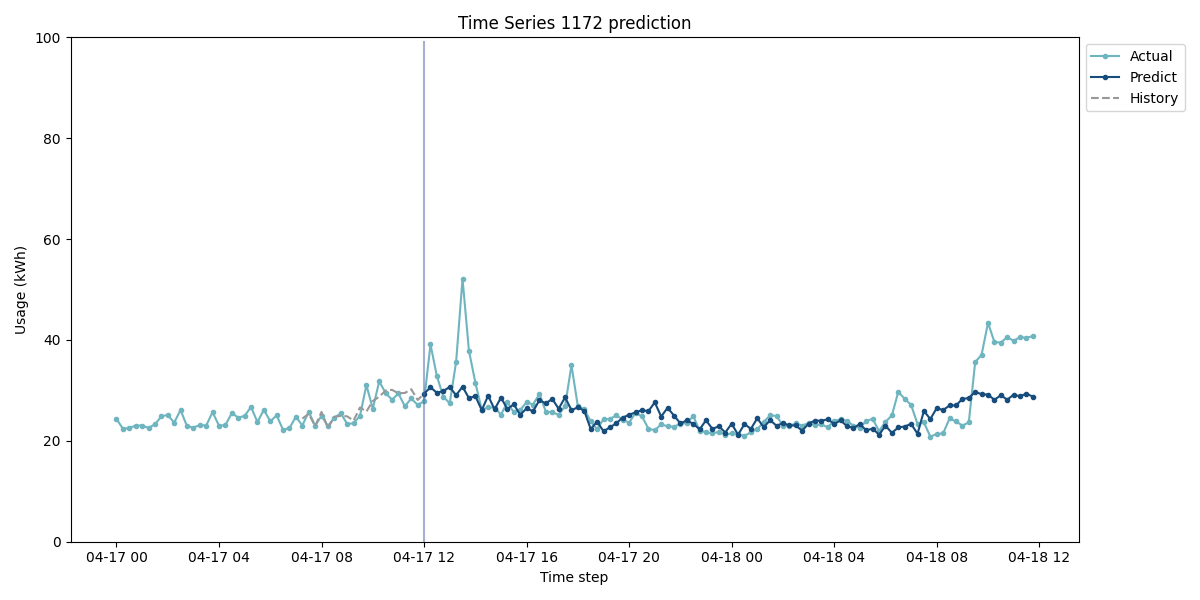 Time Series 1172 prediction
100
80
60
40
20
0
Usage (kWh)
04-17 00
04-17 04
04-17 08
04-17 12
04-17 16
04-17 20
04-18 00
04-18 04
04-18 08
04-18 12
Time step
Actual
Predict
History